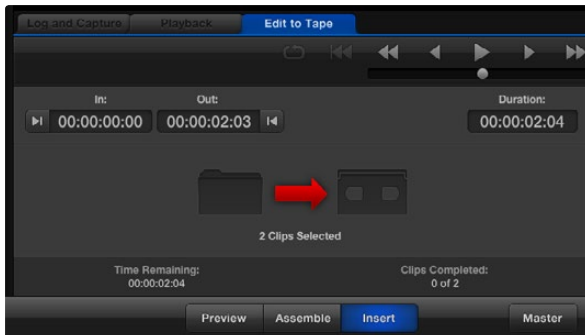 Log and Capture Playback Edit to Tape
In: Out: Duration:
00:00:00:00 00:00:02:03 00:00:02:04
2 Clips Selected
Time Remaining: Clips Completed:
00:00:02:04 0 of 2
Preview Assemble Insert Master